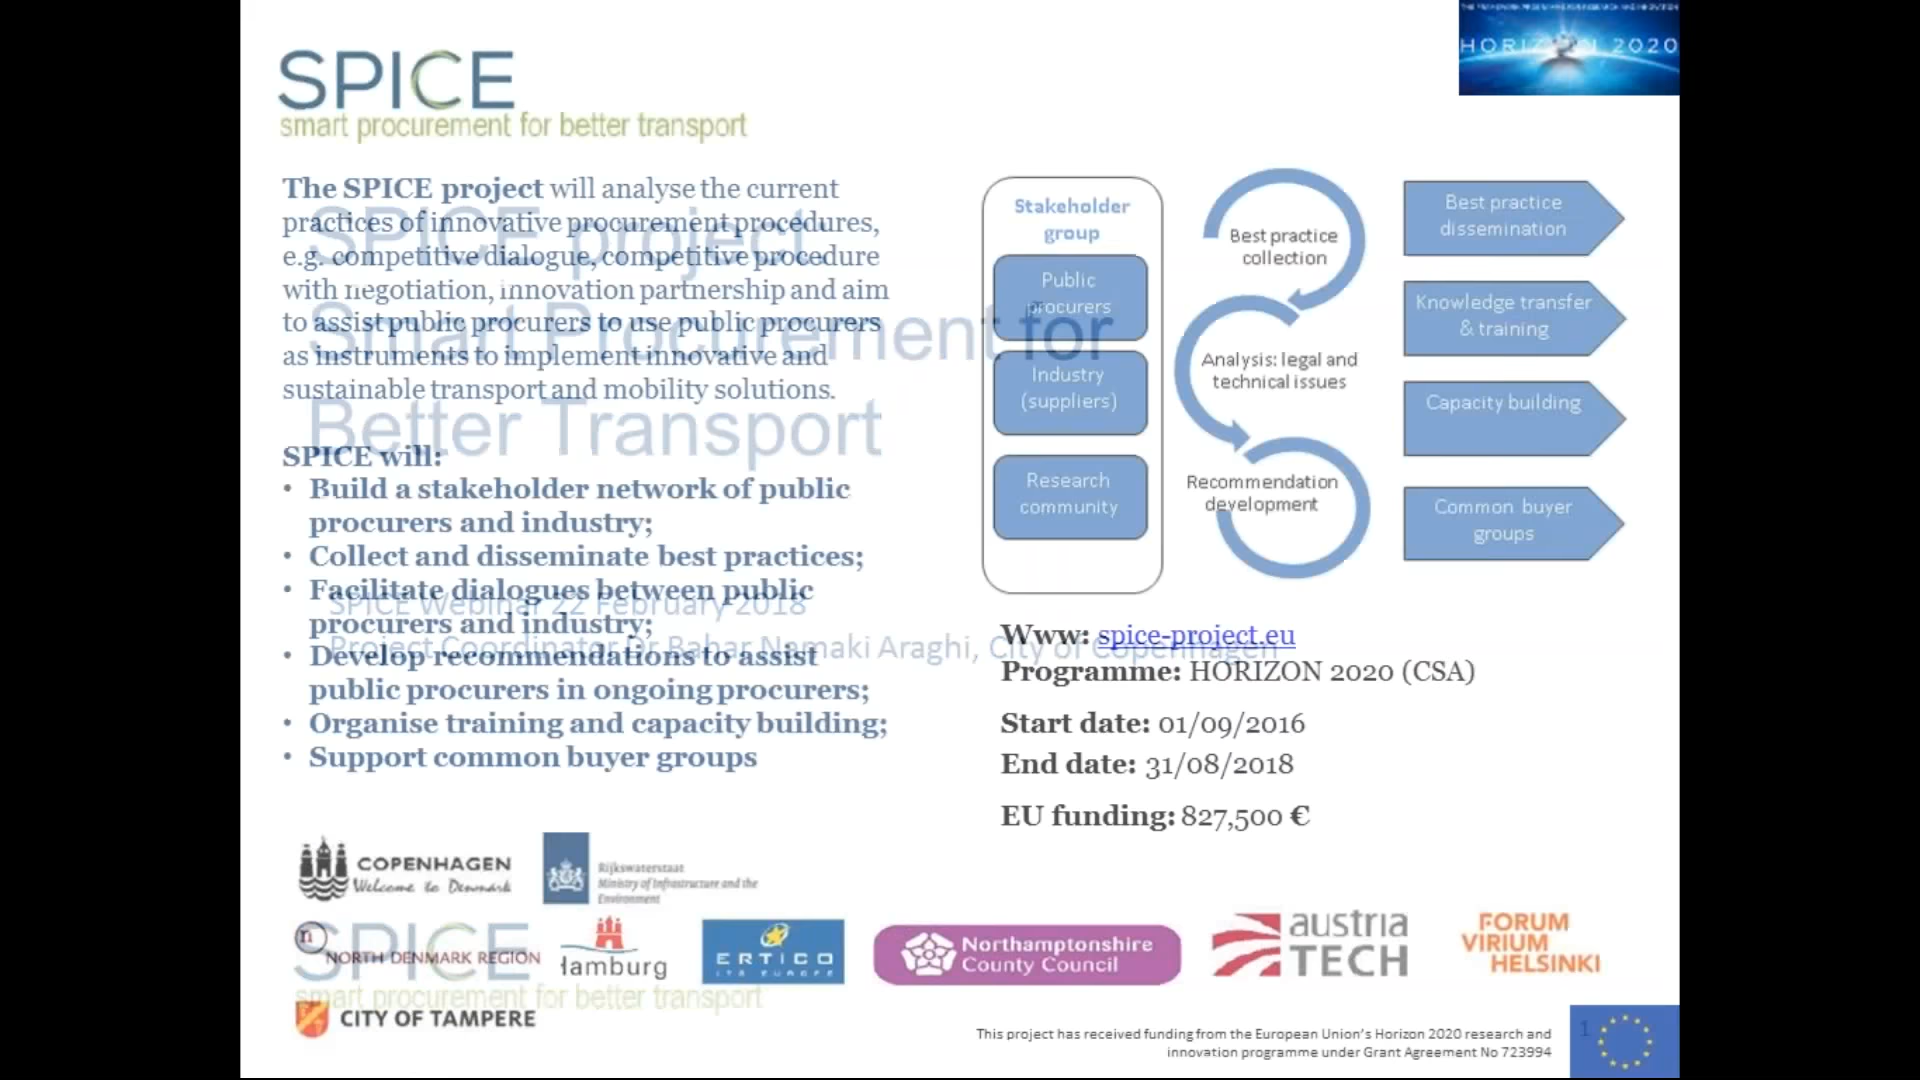 THE FRAMEWORK PROGRAMME FOR RESEARCH AND INNOVATION
HORIZON 2020
SPICE
smart procurement for better transport
The SPICE project will analyse the current
practices of innovative procurement procedures,
e.g. competitive dialogue, competitive procedure
with negotiation, innovation partnership and aim
to assist public procurers to use public procurers
as instruments to implement innovative and
sustainable transport and mobility solutions.
SPICE will:
• Build a stakeholder network of public
procurers and industry;
• Collect and disseminate best practices;
• Facilitate dialogues between public
procurers and industry;
• Develop recommendations to assist
public procurers in ongoing procurers;
• Organise training and capacity building;
• Support common buyer groups
SPICE project
Smart Procurement for
Better Transport
SPICE Webinar 22 February 2018
Project Coordinator Dr Bahar Namaki Araghi, City of Copenhagen
Stakeholder
group
Public
procurers
Industry
(suppliers)
Research
community
Best practice
collection
Analysis: legal and
technical issues
Recommendation
development
Best practice
dissemination
Knowledge transfer
& training
Capacity building
Common buyer
groups
Www: spice-project.eu
Programme: HORIZON 2020 (CSA)
Start date: 01/09/2016
End date: 31/08/2018
EU funding: 827,500 €
COPENHAGEN
Welcome to Denmark
Rijkswaterstaat
Ministry of Infrastructure and the
Environment
n
NORTH DENMARK REGION
SPICE
smart procurement for better transport
Hamburg
ERTICO
ITS EUROPE
Northamptonshire
County Council
austria
TECH
FORUM
VIRIUM
HELSINKI
CITY OF TAMPERE
This project has received funding from the European Union's Horizon 2020 research and
innovation programme under Grant Agreement No 723994
1